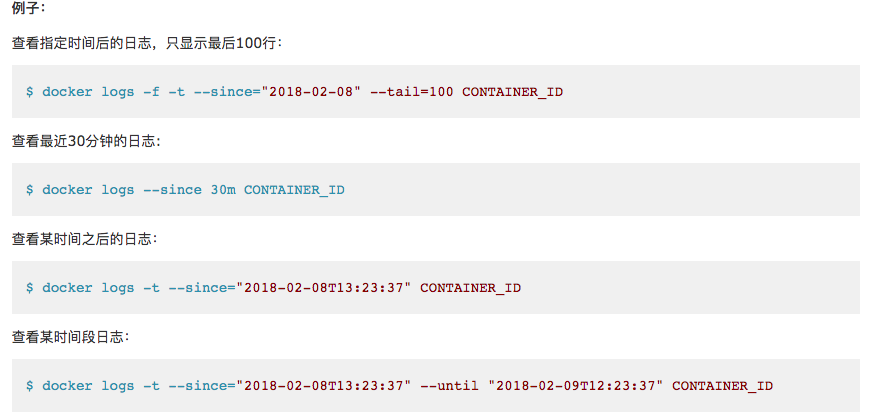 例子：
查看指定时间后的日志，只显示最后100行：
$ docker logs -f -t --since="2018-02-08" --tail=100 CONTAINER_ID
查看最近30分钟的日志:
$ docker logs --since 30m CONTAINER_ID
查看某时间之后的日志：
$ docker logs -t --since="2018-02-08T13:23:37" CONTAINER_ID
查看某时间段日志：
$ docker logs -t --since="2018-02-08T13:23:37" --until "2018-02-09T12:23:37" CONTAINER_ID